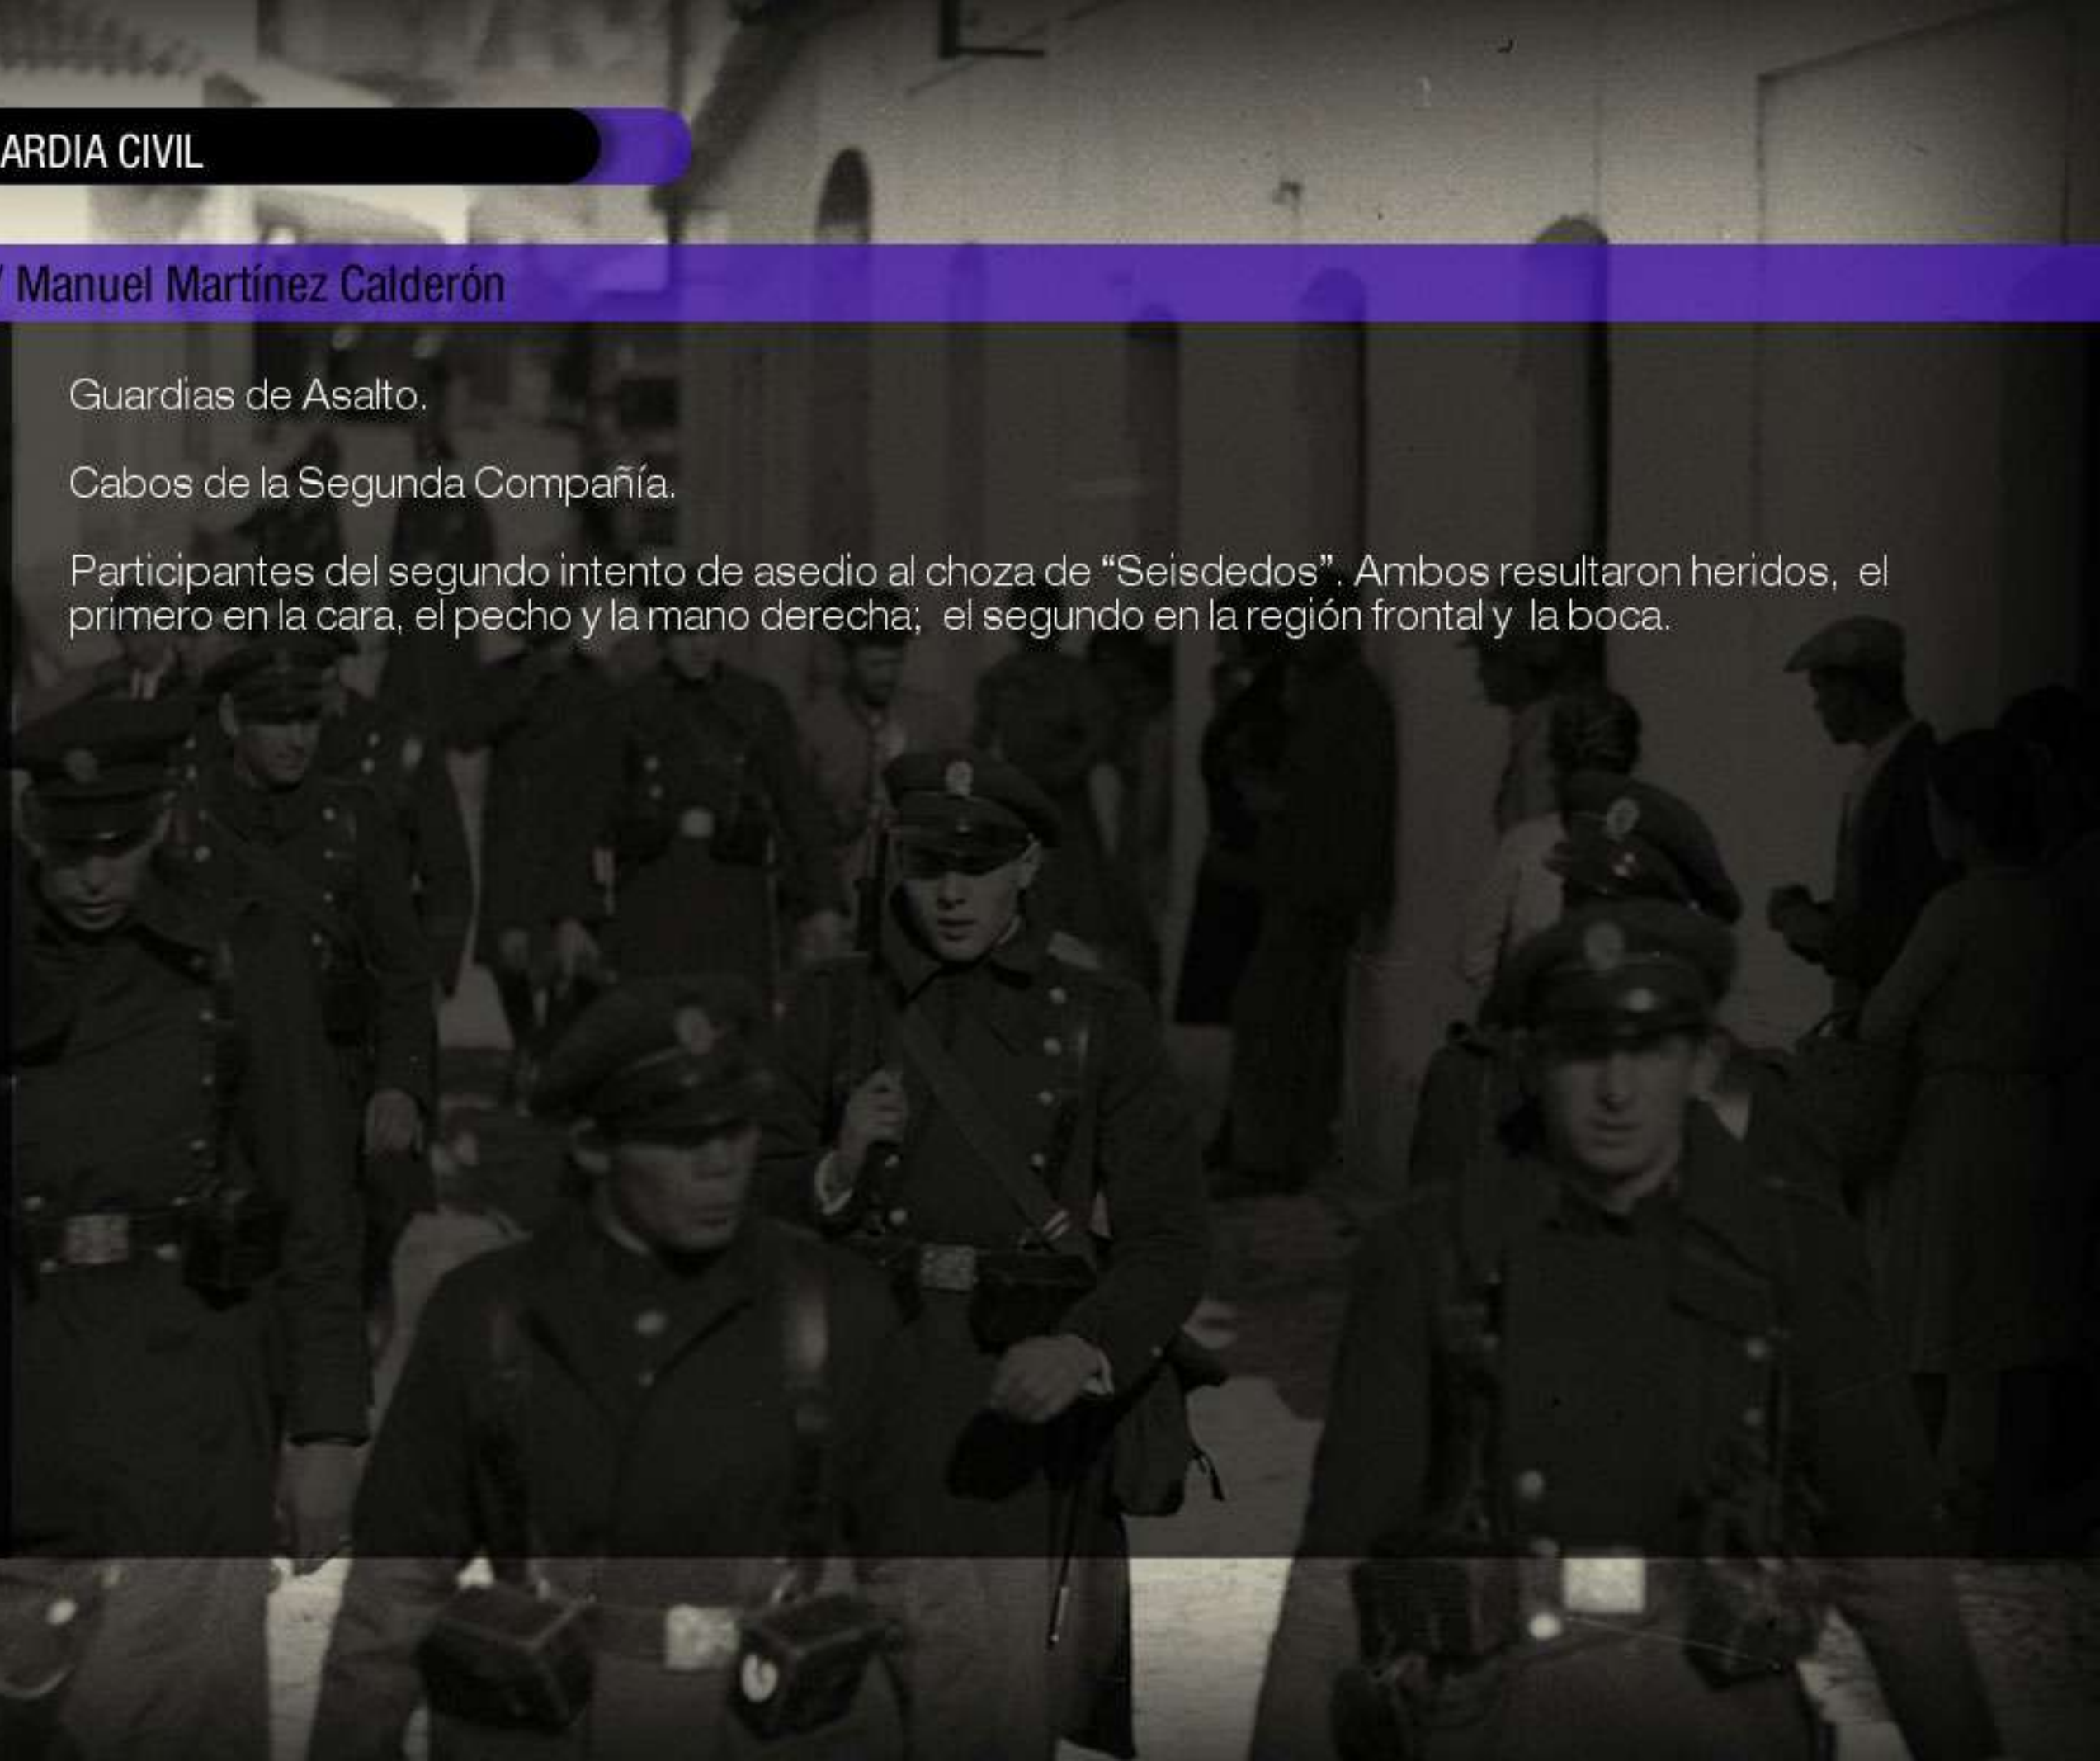 ARDIA CIVIL
/ Manuel Martínez Calderón
Guardias de Asalto.
Cabos de la Segunda Compañía.
Participantes del segundo intento de asedio al choza de “Seisdedos”. Ambos resultaron heridos, el
primero en la cara, el pecho y la mano derecha; el segundo en la región frontal y la boca.